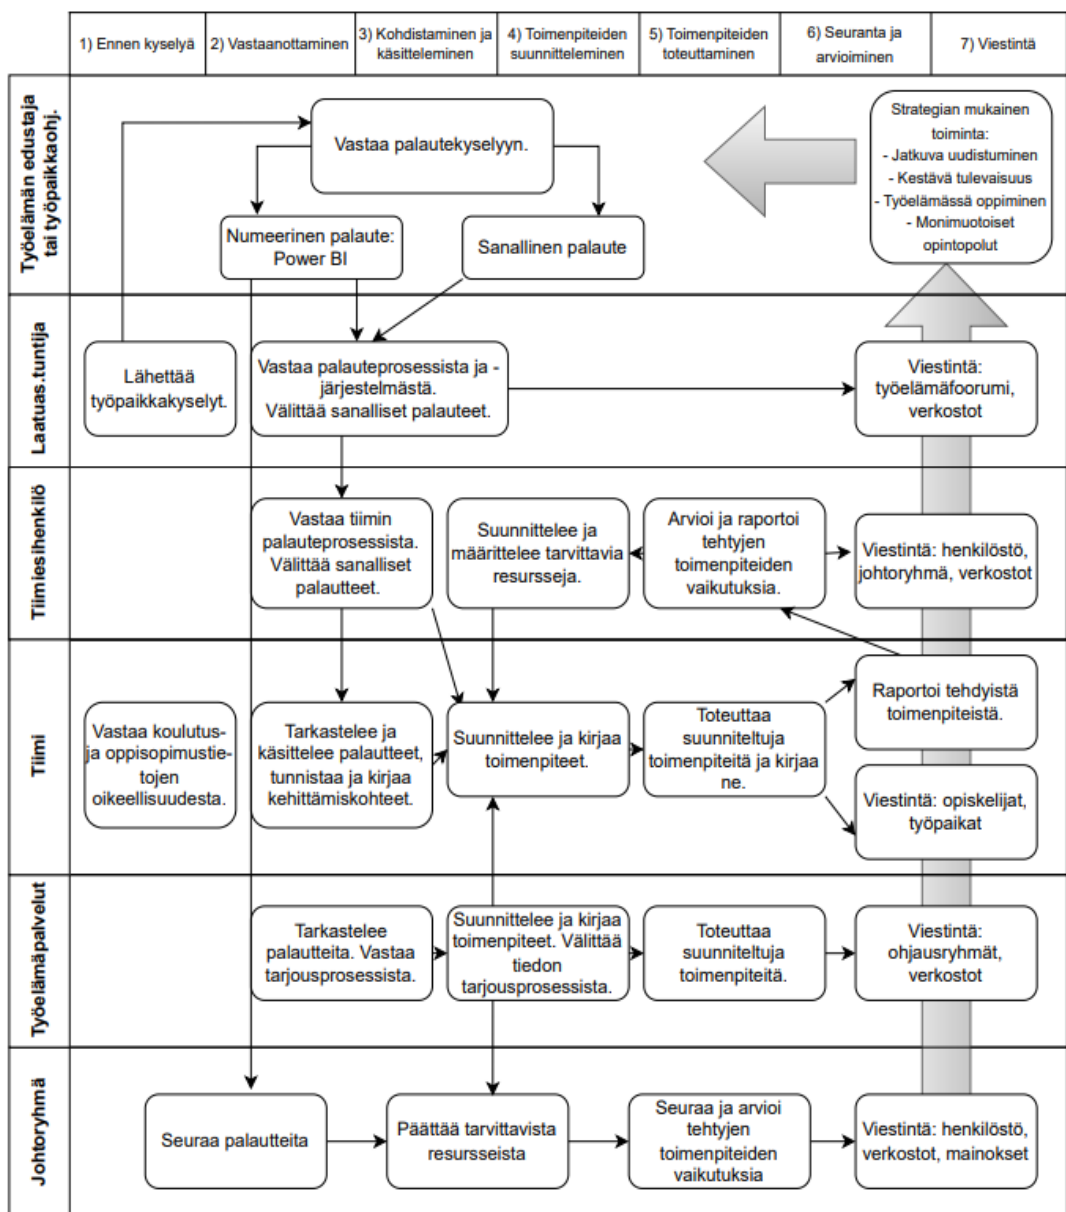 1) Ennen kyselyä
2) Vastaanottaminen
3) Kohdistaminen ja
käsitteleminen
4) Toimenpiteiden
suunnitteleminen
5) Toimenpiteiden
toteuttaminen
6) Seuranta ja
arvioiminen
7) Viestintä
Työelämän edustaja
tai työpaikkaohj.
Vastaa palautekyselyyn.
Numeerinen palaute:
Power BI
Sanallinen palaute
Strategian mukainen
toiminta:
- Jatkuva uudistuminen
- Kestävä tulevaisuus
- Työelämässä oppiminen
- Monimuotoiset
opintopolut
Laatuas.tuntija
Lähettää
työpaikkakyselyt.
Vastaa palauteprosessista ja -
järjestelmästä.
Välittää sanalliset palauteet.
Viestintä:
työelämäfoorumi,
verkostot
Tiimiesihenkilö
Vastaa tiimin
palauteprosessista.
Välittää sanalliset
palautteet.
Suunnittelee ja
määrittelee tarvittavia
resursseja.
Arvioi ja raportoi
tehtyjen
toimenpiteiden
vaikutuksia.
Viestintä: henkilöstö,
johtoryhmä, verkostot
Tiimi
Vastaa koulutus-
ja oppisopimustie-
tojen
oikeellisuudesta.
Tarkastelee ja
käsittelee palautteet,
tunnistaa ja kirjaa
kehittämiskohteet.
Suunnittelee ja kirjaa
toimenpiteet.
Toteuttaa
suunniteltuja
toimenpiteitä ja kirjaa
ne.
Raportoi tehdyistä
toimenpiteistä.
Viestintä: opiskelijat,
työpaikat
Työelämäpalvelut
Tarkastelee
palautteita. Vastaa
tarjousprosessista.
Suunnittelee ja kirjaa
toimenpiteet. Välittää
tiedon
tarjousprosessista.
Toteuttaa
suunniteltuja
toimenpiteitä.
Viestintä:
ohjausryhmät,
verkostot
Johtoryhmä
Seuraa palautteita
Päättää tarvittavista
resursseista
Seuraa ja arvioi
tehtyjen
toimenpiteiden
vaikutuksia
Viestintä: henkilöstö,
verkostot, mainokset